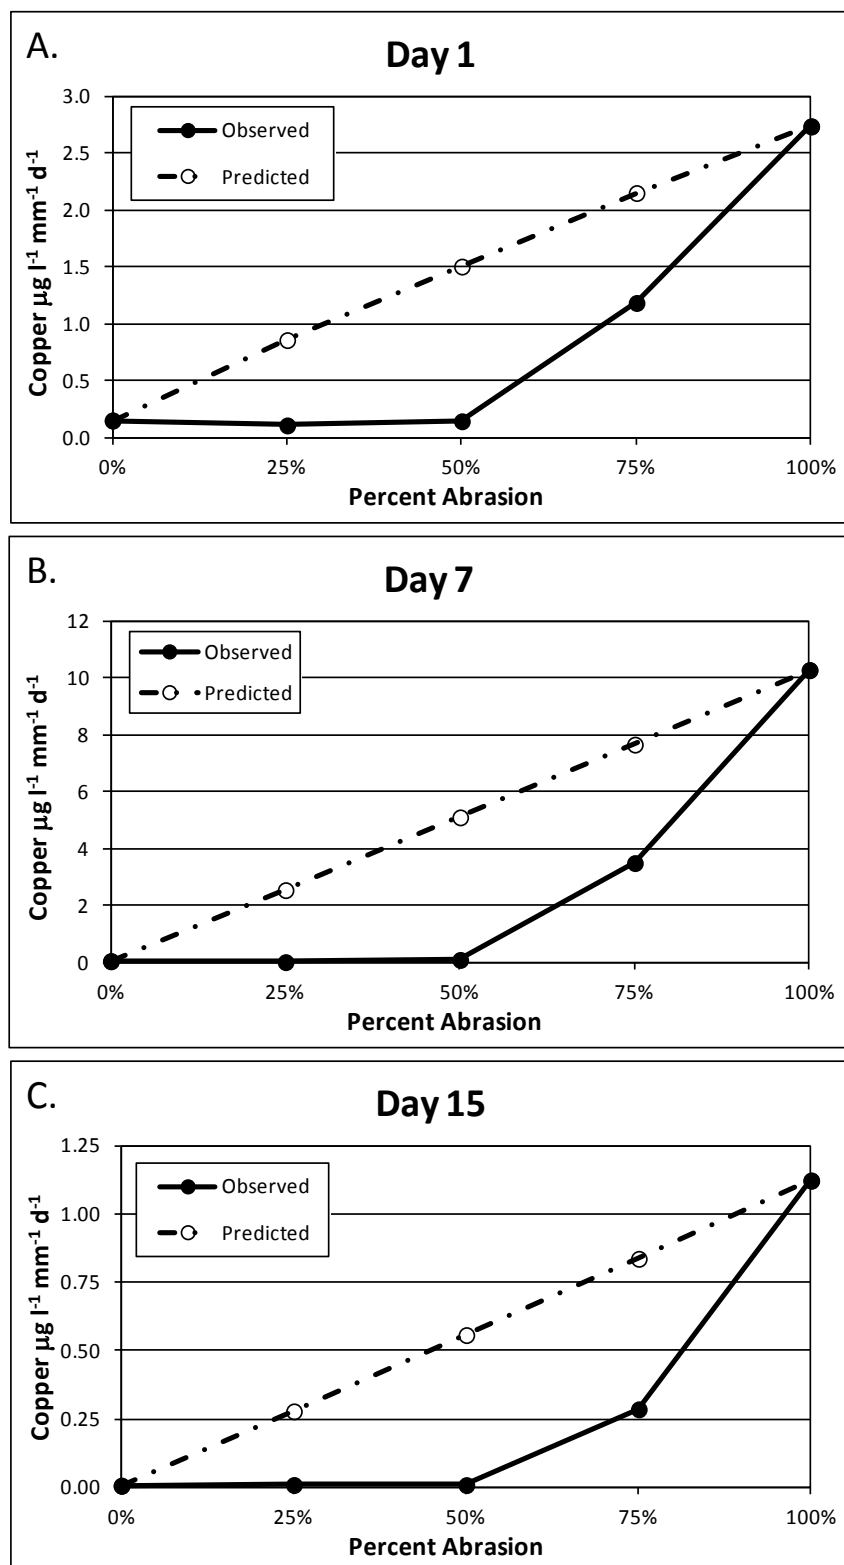 A.
Day 1
3.0
2.5
2.0
1.5
1.0
0.5
0.0
Observed
Predicted
Copper µg l⁻¹ mm⁻¹ d⁻¹
0% 25% 50% 75% 100%
Percent Abrasion
B.
Day 7
12
10
8
6
4
2
0
Observed
Predicted
Copper µg l⁻¹ mm⁻¹ d⁻¹
0% 25% 50% 75% 100%
Percent Abrasion
C.
Day 15
1.25
1.00
0.75
0.50
0.25
0.00
Observed
Predicted
Copper µg l⁻¹ mm⁻¹ d⁻¹
0% 25% 50% 75% 100%
Percent Abrasion